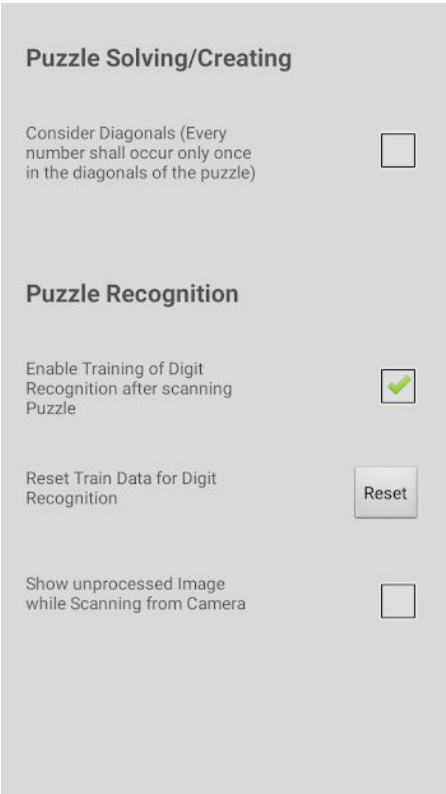 Puzzle Solving/Creating
Consider Diagonals (Every
number shall occur only once
in the diagonals of the puzzle)
Puzzle Recognition
Enable Training of Digit
Recognition after scanning
Puzzle
Reset Train Data for Digit
Recognition
Reset
Show unprocessed Image
while Scanning from Camera